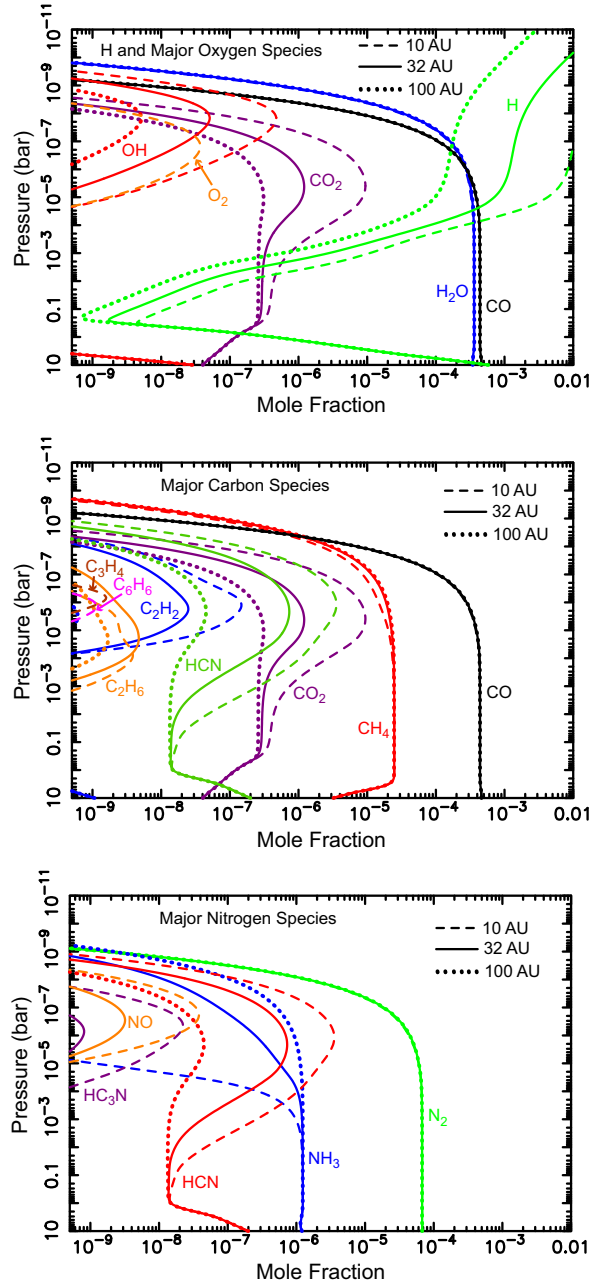 H and Major Oxygen Species
10 AU
32 AU
100 AU
H
OH
O₂
CO₂
H₂O
CO
10⁻¹¹
10⁻⁹
10⁻⁷
10⁻⁵
10⁻³
0.1
10
Pressure (bar)
10⁻⁹ 10⁻⁸ 10⁻⁷ 10⁻⁶ 10⁻⁵ 10⁻⁴ 10⁻³ 0.01
Mole Fraction
Major Carbon Species
10 AU
32 AU
100 AU
C₃H₄
C₆H₆
C₂H₂
C₂H₆
HCN
CO₂
CH₄
CO
10⁻¹¹
10⁻⁹
10⁻⁷
10⁻⁵
10⁻³
0.1
10
Pressure (bar)
10⁻⁹ 10⁻⁸ 10⁻⁷ 10⁻⁶ 10⁻⁵ 10⁻⁴ 10⁻³ 0.01
Mole Fraction
Major Nitrogen Species
10 AU
32 AU
100 AU
NO
HC₃N
HCN
NH₃
N₂
10⁻¹¹
10⁻⁹
10⁻⁷
10⁻⁵
10⁻³
0.1
10
Pressure (bar)
10⁻⁹ 10⁻⁸ 10⁻⁷ 10⁻⁶ 10⁻⁵ 10⁻⁴ 10⁻³ 0.01
Mole Fraction